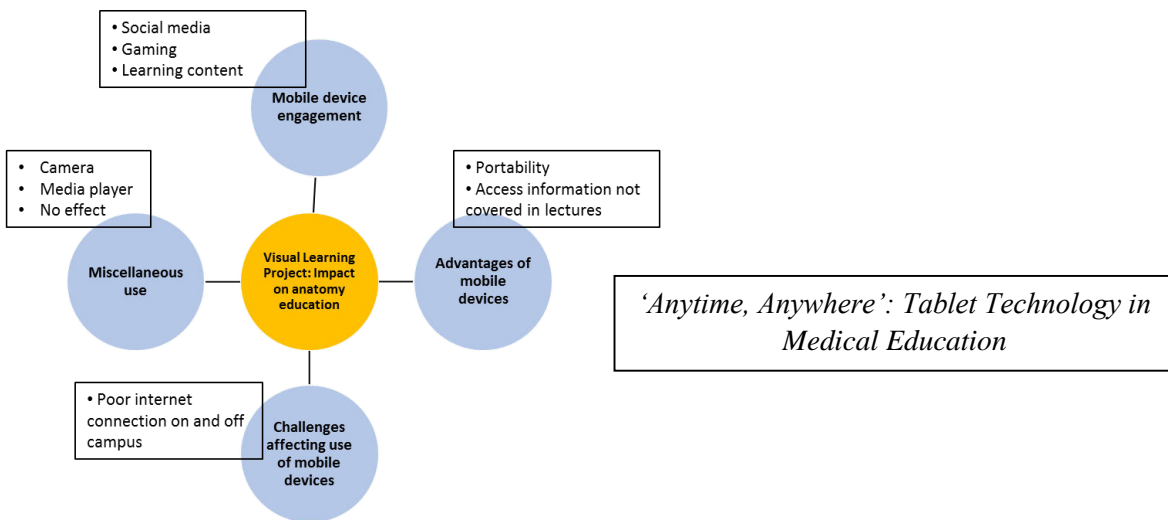 • Social media
• Gaming
• Learning content
Mobile device
engagement
• Camera
• Media player
• No effect
Miscellaneous
use
Visual Learning
Project: Impact
on anatomy
education
• Portability
• Access information not
covered in lectures
Advantages of
mobile
devices
• Poor internet
connection on and off
campus
Challenges
affecting use
of mobile
devices
‘Anytime, Anywhere’: Tablet Technology in
Medical Education